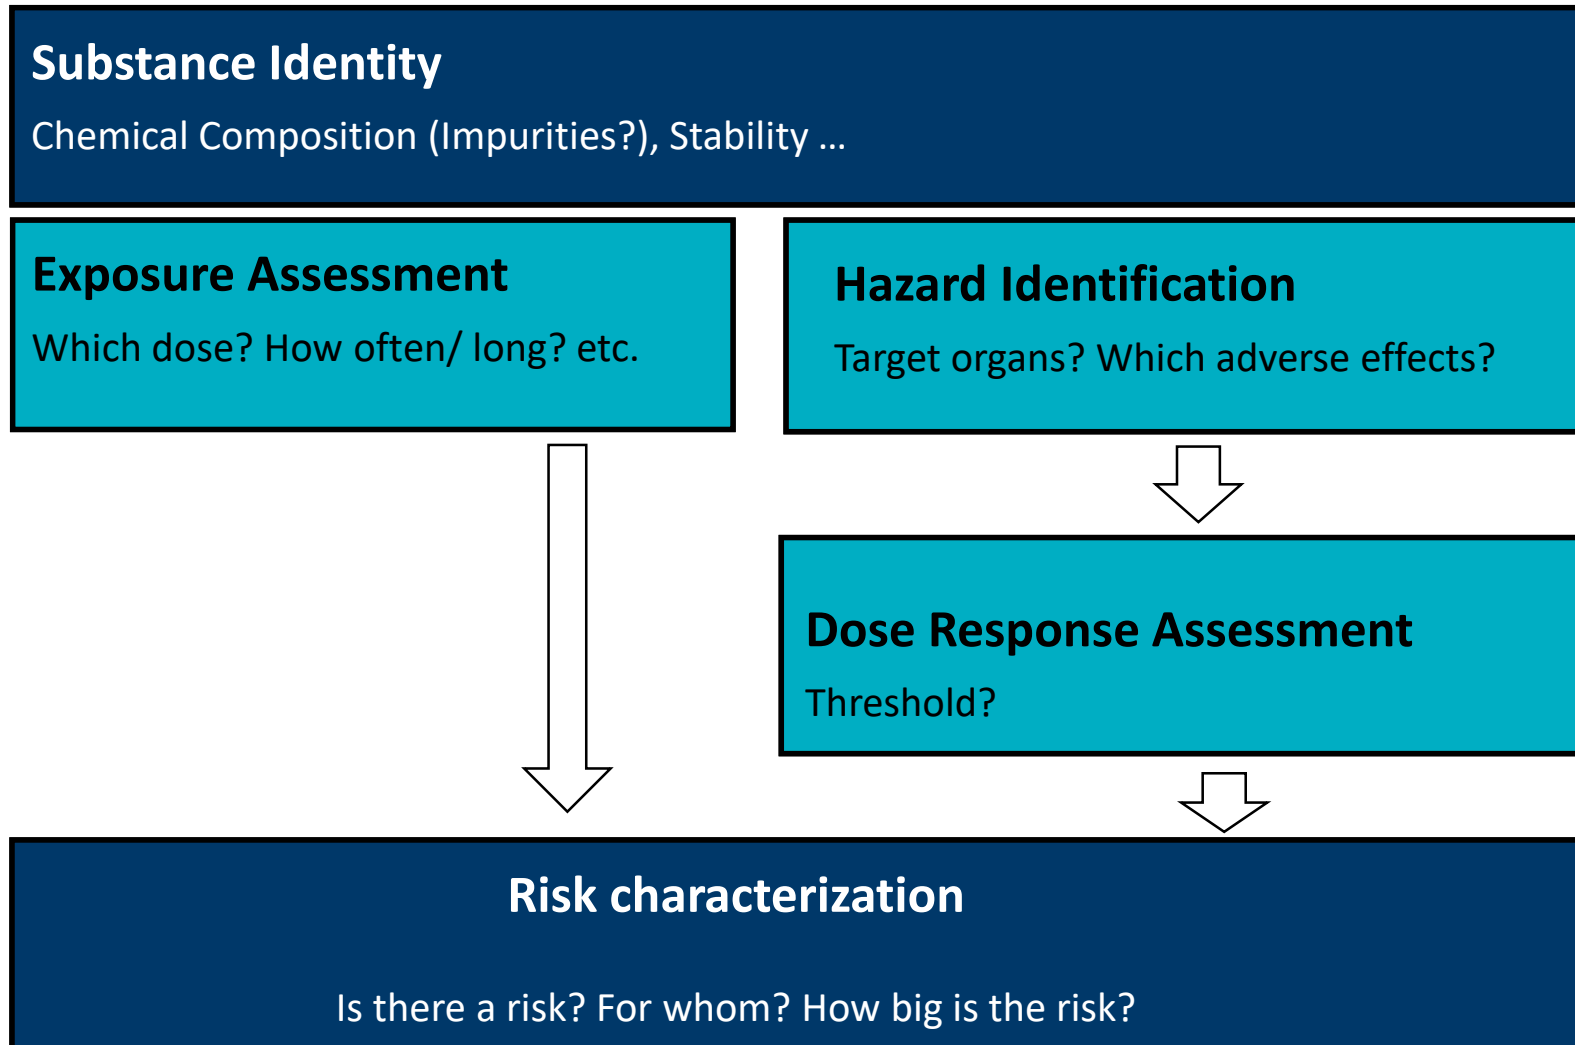 Substance Identity
Chemical Composition (Impurities?), Stability ...
Exposure Assessment
Which dose? How often/ long? etc.
Hazard Identification
Target organs? Which adverse effects?
Dose Response Assessment
Threshold?
Risk characterization
Is there a risk? For whom? How big is the risk?